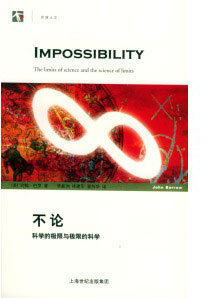 IMPOSSIBILITY
The limits of science and the science of limits
John Barrow
不论
科学的极限与极限的科学
上海世纪出版集团